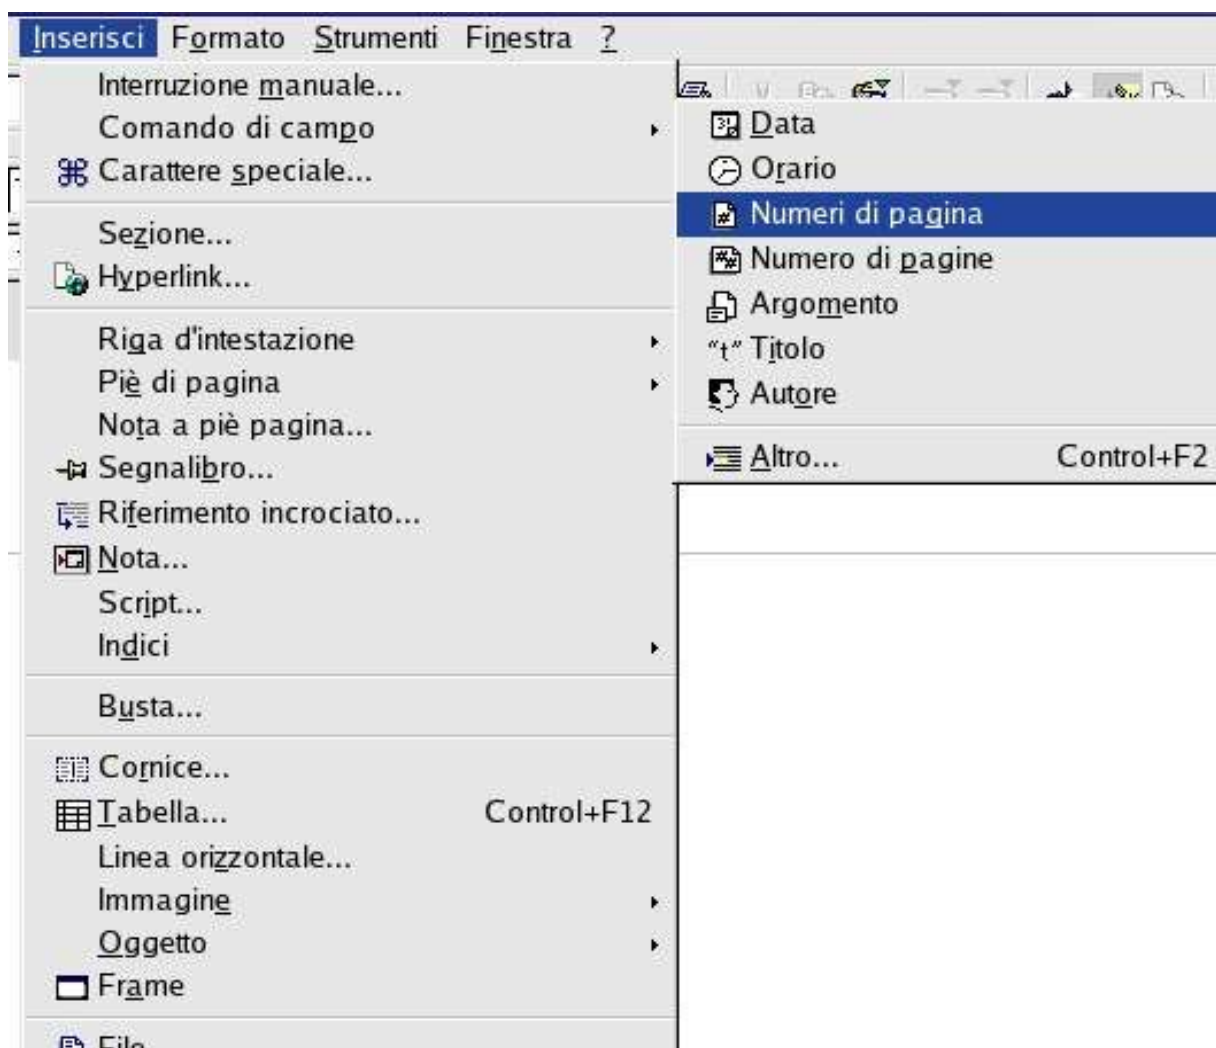 Inserisci Formato Strumenti Finestra ?
Interruzione manuale...
Comando di campo
Carattere speciale...
Sezione...
Hyperlink...
Riga d'intestazione
Piè di pagina
Nota a piè pagina...
Segnalibro...
Riferimento incrociato...
Nota...
Script...
Indici
Busta...
Cornice...
Tabella... Control+F12
Linea orizzontale...
Immagine
Oggetto
Frame
File
Data
Orario
Numeri di pagina
Numero di pagine
Argomento
"t" Titolo
Autore
Altro... Control+F2